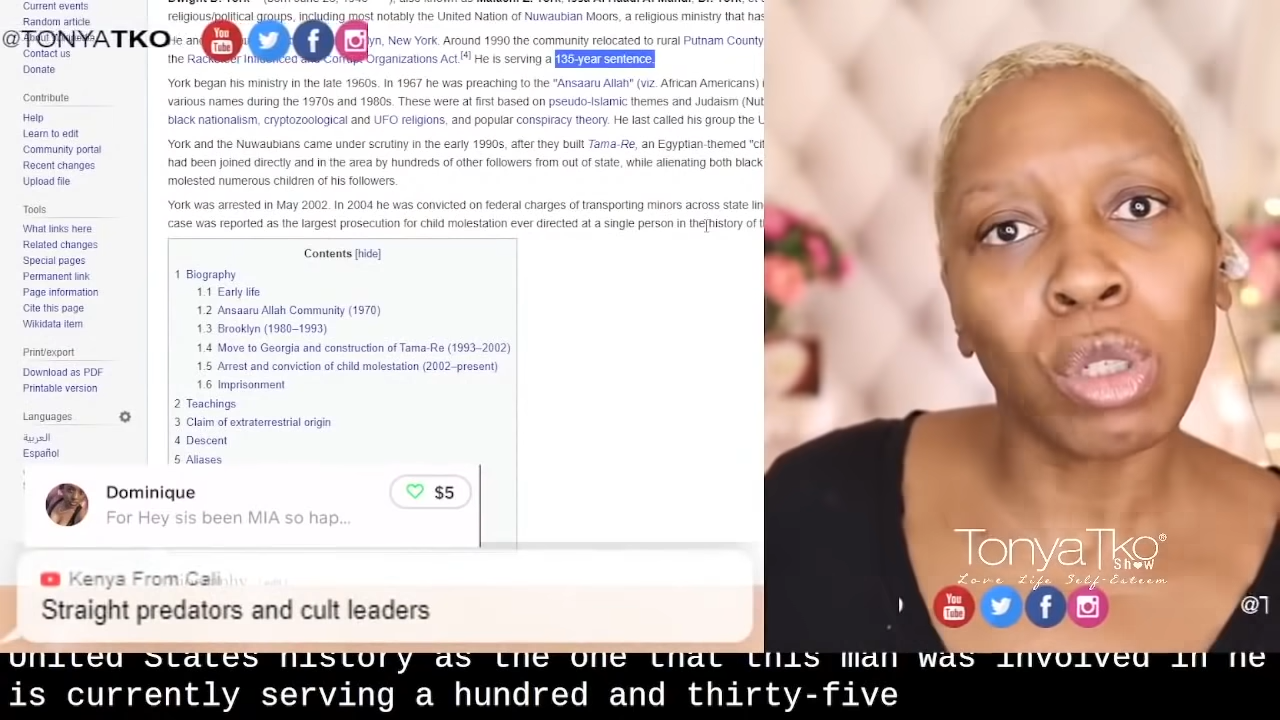 Current events
Random article
About Wikipedia
Contact us
Donate
Contribute
Help
Learn to edit
Community portal
Recent changes
Upload file
Tools
What links here
Related changes
Special pages
Permanent link
Page information
Cite this page
Wikidata item
Print/export
Download as PDF
Printable version
Languages
العربية
Español
@TONYATKO
You Tube
religious/political groups, including most notably the United Nation of Nuwaubian Moors, a religious ministry that has
He and lyn, New York. Around 1990 the community relocated to rural Putnam County
the Racketeer Influenced and Corrupt Organizations Act.[4] He is serving a 135-year sentence.
York began his ministry in the late 1960s. In 1967 he was preaching to the "Ansaaru Allah" (viz. African Americans) i
various names during the 1970s and 1980s. These were at first based on pseudo-Islamic themes and Judaism (Nub
black nationalism, cryptozoological and UFO religions, and popular conspiracy theory. He last called his group the U
York and the Nuwaubians came under scrutiny in the early 1990s, after they built Tama-Re, an Egyptian-themed "cit
had been joined directly and in the area by hundreds of other followers from out of state, while alienating both black
molested numerous children of his followers.
York was arrested in May 2002. In 2004 he was convicted on federal charges of transporting minors across state lin
case was reported as the largest prosecution for child molestation ever directed at a single person in the history of t
Contents [hide]
1 Biography
1.1 Early life
1.2 Ansaaru Allah Community (1970)
1.3 Brooklyn (1980–1993)
1.4 Move to Georgia and construction of Tama-Re (1993–2002)
1.5 Arrest and conviction of child molestation (2002–present)
1.6 Imprisonment
2 Teachings
3 Claim of extraterrestrial origin
4 Descent
5 Aliases
Dominique
For Hey sis been MIA so hap...
$5
Kenya From Cali
Straight predators and cult leaders
TonyaTko®
Show
Love Life Self-Esteem
You Tube
@T
United States history as the one that this man was involved in he
is currently serving a hundred and thirty-five